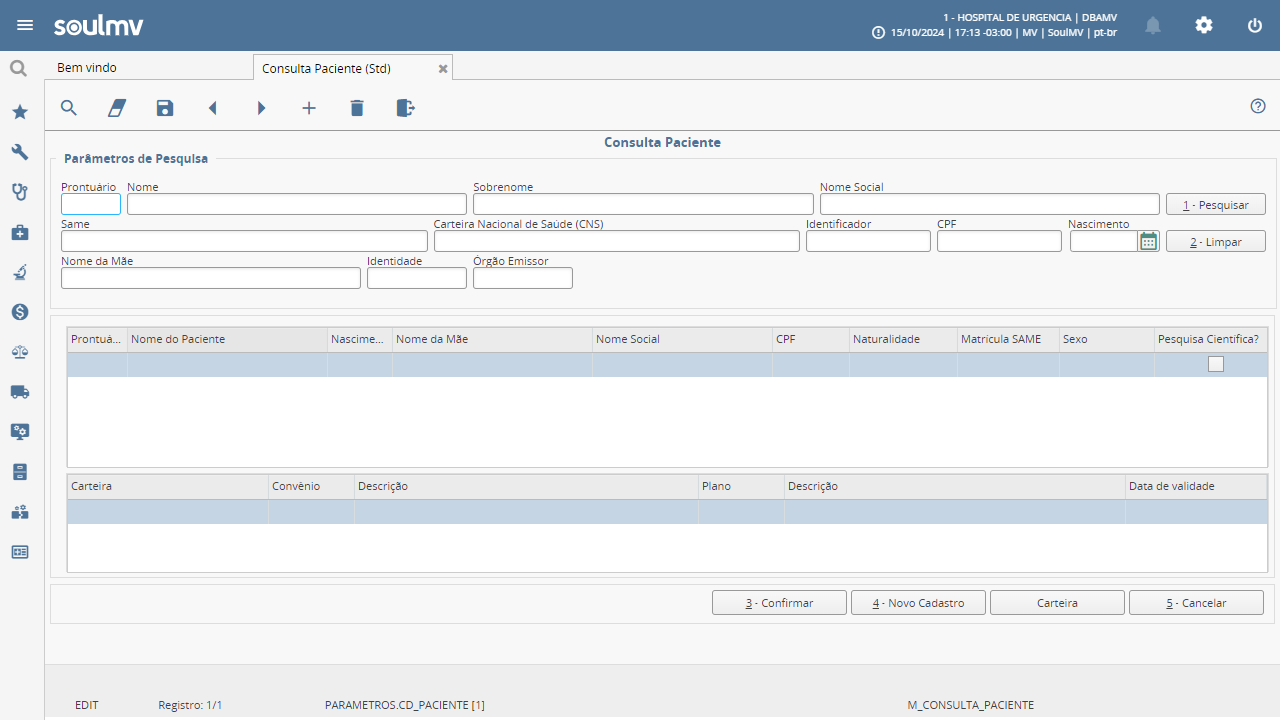 soulmv
1 - HOSPITAL DE URGENCIA | DBAMV
15/10/2024 | 17:13 -03:00 | MV | SoulMV | pt-br
Bem vindo
Consulta Paciente (Std)
Consulta Paciente
Parâmetros de Pesquisa
Prontuário Nome Sobrenome Nome Social
1 - Pesquisar
Same Carteira Nacional de Saúde (CNS) Identificador CPF Nascimento
2 - Limpar
Nome da Mãe Identidade Órgão Emissor
Prontuá... Nome do Paciente Nascime... Nome da Mãe Nome Social CPF Naturalidade Matricula SAME Sexo Pesquisa Científica?
Carteira Convênio Descrição Plano Descrição Data de validade
3 - Confirmar 4 - Novo Cadastro Carteira 5 - Cancelar
EDIT Registro: 1/1 PARAMETROS.CD_PACIENTE [1] M_CONSULTA_PACIENTE